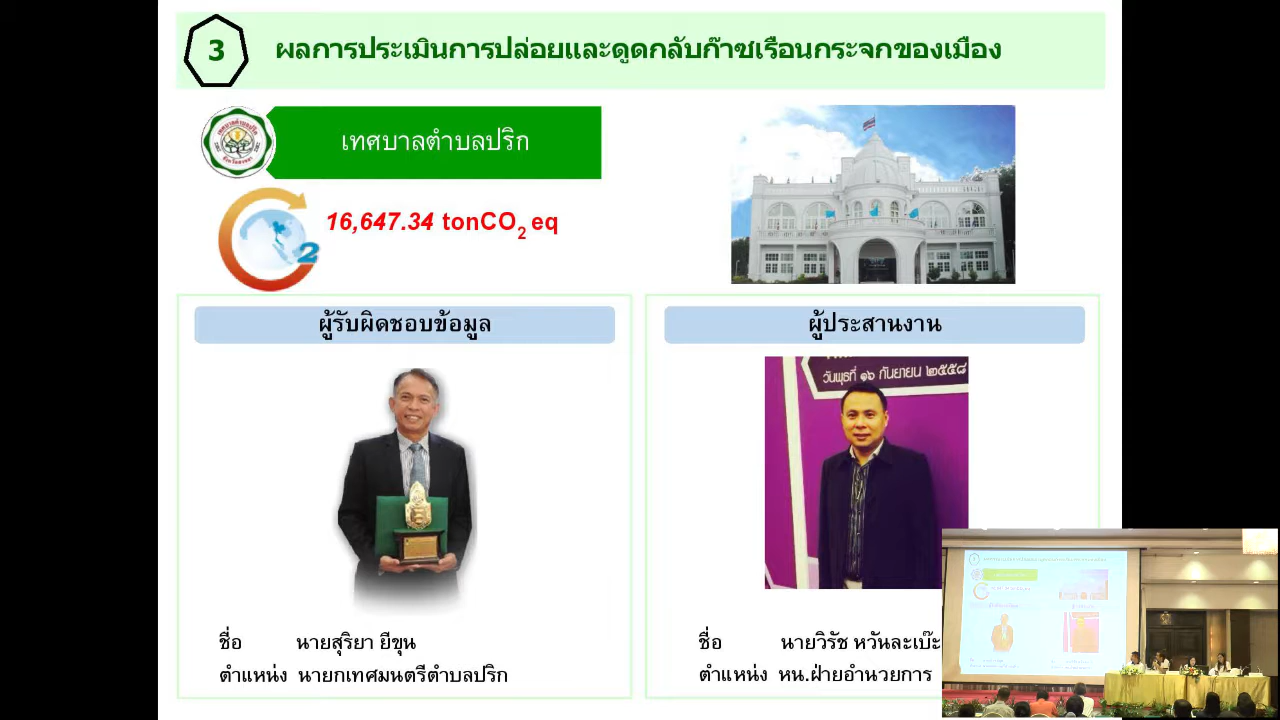 3
ผลการประเมินการปล่อยและดูดกลับก๊าซเรือนกระจกของเมือง
เทศบาลตำบลปริก
16,647.34 tonCO2 eq
2
ผู้รับผิดชอบข้อมูล
ผู้ประสานงาน
วันพุธที่ ๑๖ กันยายน ๒๕๕๘
ชื่อ นายสุริยา ยีขุน
ตำแหน่ง นายกเทศมนตรีตำบลปริก
ชื่อ นายวิรัช หวันละเบ๊ะ
ตำแหน่ง หน.ฝ่ายอำนวยการ